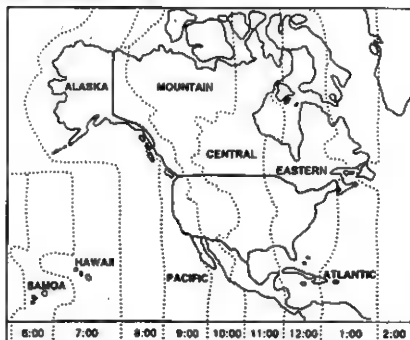 ALASKA
MOUNTAIN
CENTRAL
EASTERN
HAWAII
SAMOA
PACIFIC
ATLANTIC
6:00 7:00 8:00 9:00 10:00 11:00 12:00 1:00 2:00